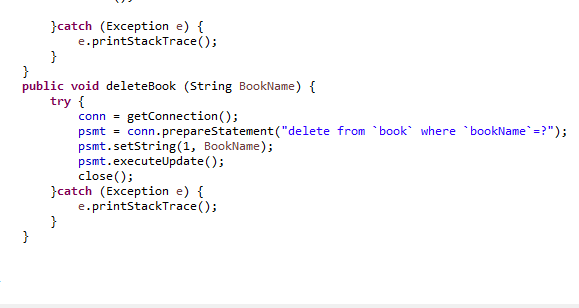 }catch (Exception e) {
e.printStackTrace();
}
}
public void deleteBook (String BookName) {
try {
conn = getConnection();
psmt = conn.prepareStatement("delete from `book` where `bookName`=?");
psmt.setString(1, BookName);
psmt.executeUpdate();
close();
}catch (Exception e) {
e.printStackTrace();
}
}